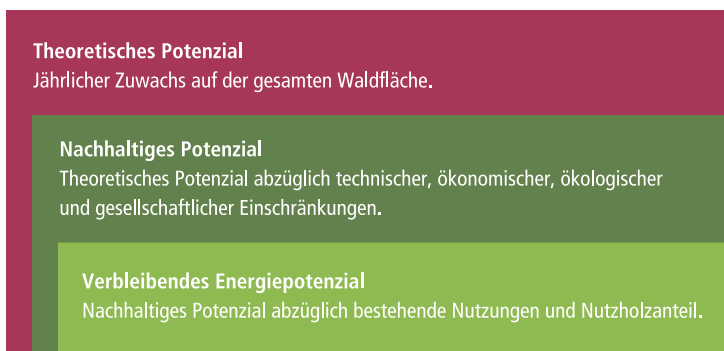 Theoretisches Potenzial
Jährlicher Zuwachs auf der gesamten Waldfläche.
Nachhaltiges Potenzial
Theoretisches Potenzial abzüglich technischer, ökonomischer, ökologischer
und gesellschaftlicher Einschränkungen.
Verbleibendes Energiepotenzial
Nachhaltiges Potenzial abzüglich bestehende Nutzungen und Nutzholzanteil.